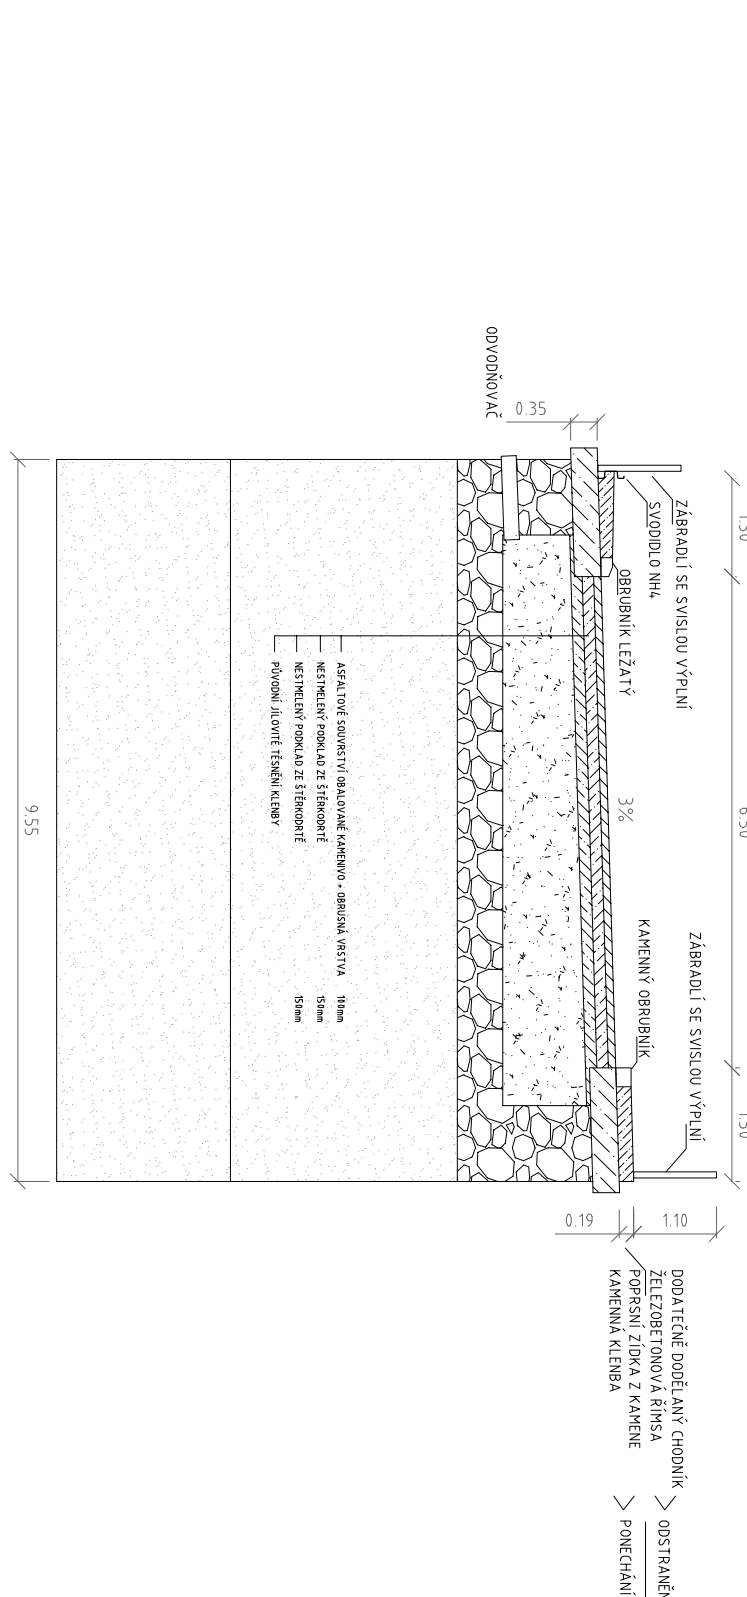 ZÁBRADLÍ SE SVISLOU VÝPLNÍ
SVODIDLO NH4
OBRUBNÍK LEŽATÝ
3%
ZÁBRADLÍ SE SVISLOU VÝPLNÍ
KAMENNÝ OBRUBNÍK
1.10
0.19
0.35
ODVODŇOVAČ
DODATEČNĚ DODĚLANÝ CHODNÍK
ŽELEZOBETONOVÁ ŘÍMSA
POPRSNÍ ZÍDKA Z KAMENE
KAMENNÁ KLENBA
ODSTRANĚN
PONECHÁNÍ
ASFALTOVÉ SOUVRSTVÍ OBALOVANÉ KAMENIVO + OBRUSNÁ VRSTVA 100mm
NESTMELENÝ PODKLAD ZE ŠTĚRKODRTĚ 150mm
NESTMELENÝ PODKLAD ZE ŠTĚRKODRTĚ 150mm
PŮVODNÍ JÍLOVITÉ TĚSNĚNÍ KLENBY
9.55